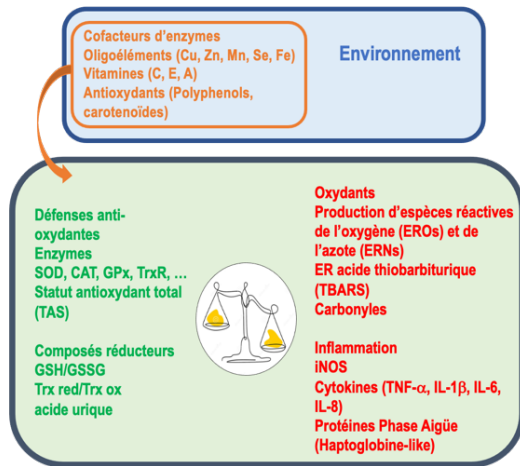 Cofacteurs d'enzymes
Oligoéléments (Cu, Zn, Mn, Se, Fe)
Vitamines (C, E, A)
Antioxydants (Polyphenols,
carotenoïdes)
Environnement
Défenses anti-
oxydantes
Enzymes
SOD, CAT, GPx, TrxR, ...
Statut antioxydant total
(TAS)
Composés réducteurs
GSH/GSSG
Trx red/Trx ox
acide urique
Oxydants
Production d'espèces réactives
de l'oxygène (EROs) et de
l'azote (ERNs)
ER acide thiobarbiturique
(TBARS)
Carbonyles
Inflammation
iNOS
Cytokines (TNF-α, IL-1β, IL-6,
IL-8)
Protéines Phase Aigüe
(Haptoglobine-like)